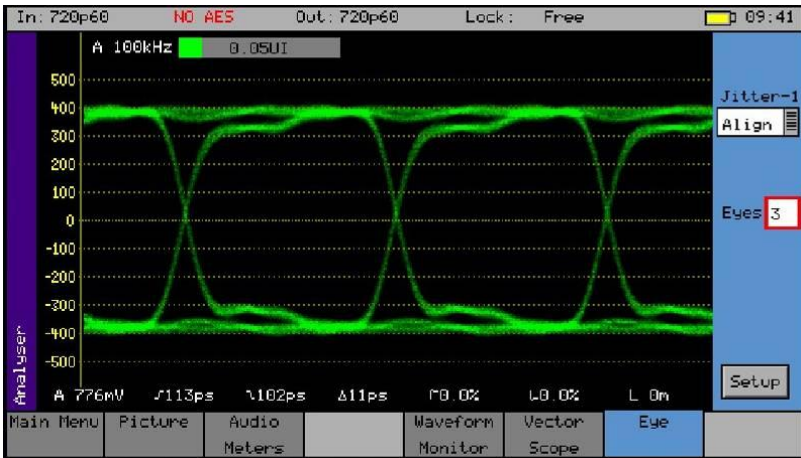 In: 720p60 NO AES Out: 720p60 Lock: Free 09:41
A 100kHz 0.05UI
500
400
300
200
100
0
-100
-200
-300
-400
-500
Analyser
Jitter-1
Align
Eyes 3
Setup
A 776mV 113ps 102ps Δ11ps 0.0% 0.0% L 0m
Main Menu Picture Audio Meters Waveform Monitor Vector Scope Eye